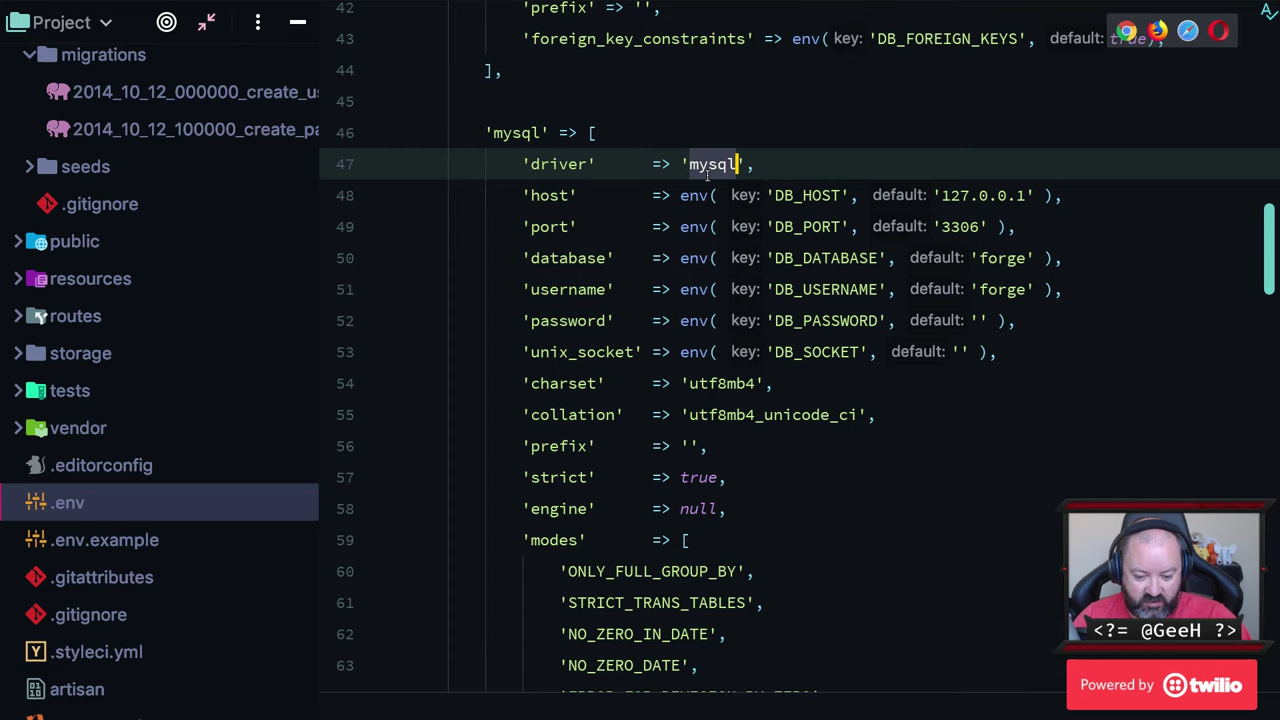 Project
migrations
2014_10_12_000000_create_us
2014_10_12_100000_create_pa
seeds
.gitignore
public
resources
routes
storage
tests
vendor
.editorconfig
.env
.env.example
.gitattributes
.gitignore
.styleci.yml
artisan
42 'prefix' => '',
43 'foreign_key_constraints' => env( key: 'DB_FOREIGN_KEYS', default: true),
44 ],
45
46 'mysql' => [
47 'driver' => 'mysql',
48 'host' => env( key: 'DB_HOST', default: '127.0.0.1' ),
49 'port' => env( key: 'DB_PORT', default: '3306' ),
50 'database' => env( key: 'DB_DATABASE', default: 'forge' ),
51 'username' => env( key: 'DB_USERNAME', default: 'forge' ),
52 'password' => env( key: 'DB_PASSWORD', default: '' ),
53 'unix_socket' => env( key: 'DB_SOCKET', default: '' ),
54 'charset' => 'utf8mb4',
55 'collation' => 'utf8mb4_unicode_ci',
56 'prefix' => '',
57 'strict' => true,
58 'engine' => null,
59 'modes' => [
60 'ONLY_FULL_GROUP_BY',
61 'STRICT_TRANS_TABLES',
62 'NO_ZERO_IN_DATE',
63 'NO_ZERO_DATE',
<?= @GeeH ?>
Powered by twilio